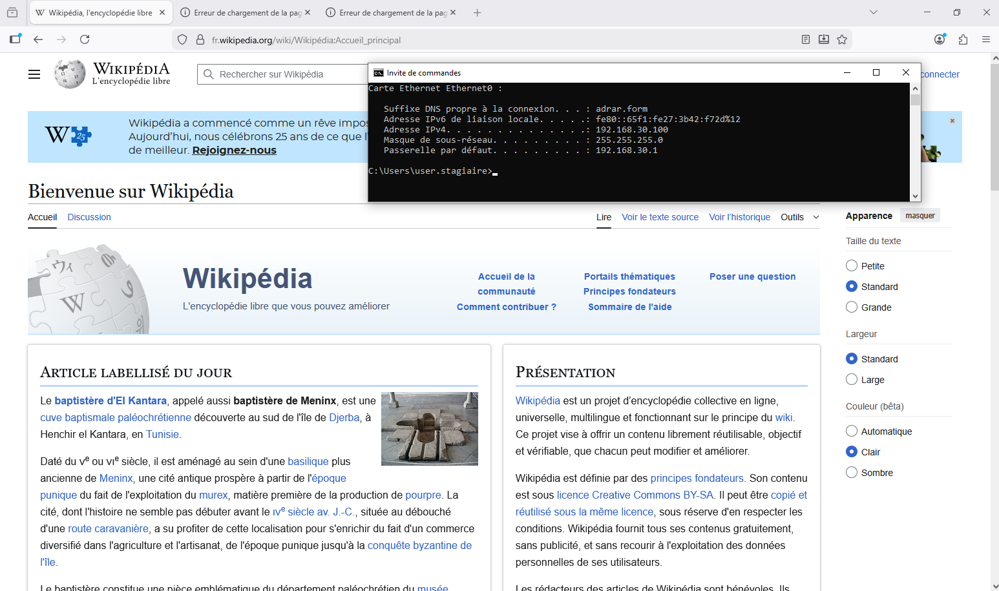 Wikipédia, l'encyclopédie libre
Erreur de chargement de la pag
Erreur de chargement de la pag
fr.wikipedia.org/wiki/Wikipédia:Accueil_principal
WIKIPÉDIA
L'encyclopédie libre
Rechercher sur Wikipédia
connecter
Invite de commandes
Carte Ethernet Ethernet0 :
Suffixe DNS propre à la connexion. . . : adrar.form
Adresse IPv6 de liaison locale. . . . .: fe80::65f1:fe27:3b42:f72d%12
Adresse IPv4. . . . . . . . . . . . . .: 192.168.30.100
Masque de sous-réseau. . . . . . . . . : 255.255.255.0
Passerelle par défaut. . . . . . . . . : 192.168.30.1
C:\Users\user.stagiaire>
W 25
Wikipédia a commencé comme un rêve impos
Aujourd’hui, nous célébrons 25 ans de ce que l'
de meilleur. Rejoignez-nous
Bienvenue sur Wikipédia
Accueil Discussion
Lire Voir le texte source Voir l’historique Outils
Wikipédia
L'encyclopédie libre que vous pouvez améliorer
Accueil de la
communauté
Comment contribuer ?
Portails thématiques
Principes fondateurs
Sommaire de l'aide
Poser une question
Article labellisé du jour
Le baptistère d'El Kantara, appelé aussi baptistère de Meninx, est une
cuve baptismale paléochrétienne découverte au sud de l'île de Djerba, à
Henchir el Kantara, en Tunisie.
Daté du Ve ou VIe siècle, il est aménagé au sein d'une basilique plus
ancienne de Meninx, une cité antique prospère à partir de l'époque
punique du fait de l'exploitation du murex, matière première de la production de pourpre. La
cité, dont l'histoire ne semble pas débuter avant le IVe siècle av. J.-C., située au débouché
d'une route caravanière, a su profiter de cette localisation pour s'enrichir du fait d'un commerce
diversifié dans l'agriculture et l'artisanat, de l'époque punique jusqu'à la conquête byzantine de
l'île.
Le baptistère constitue une pièce emblématique du département paléochrétien du musée
Présentation
Wikipédia est un projet d’encyclopédie collective en ligne,
universelle, multilingue et fonctionnant sur le principe du wiki.
Ce projet vise à offrir un contenu librement réutilisable, objectif
et vérifiable, que chacun peut modifier et améliorer.
Wikipédia est définie par des principes fondateurs. Son contenu
est sous licence Creative Commons BY-SA. Il peut être copié et
réutilisé sous la même licence, sous réserve d'en respecter les
conditions. Wikipédia fournit tous ses contenus gratuitement,
sans publicité, et sans recourir à l'exploitation des données
personnelles de ses utilisateurs.
Les rédacteurs des articles de Wikipédia sont bénévoles. Ils
Apparence masquer
Taille du texte
Petite
Standard
Grande
Largeur
Standard
Large
Couleur (bêta)
Automatique
Clair
Sombre